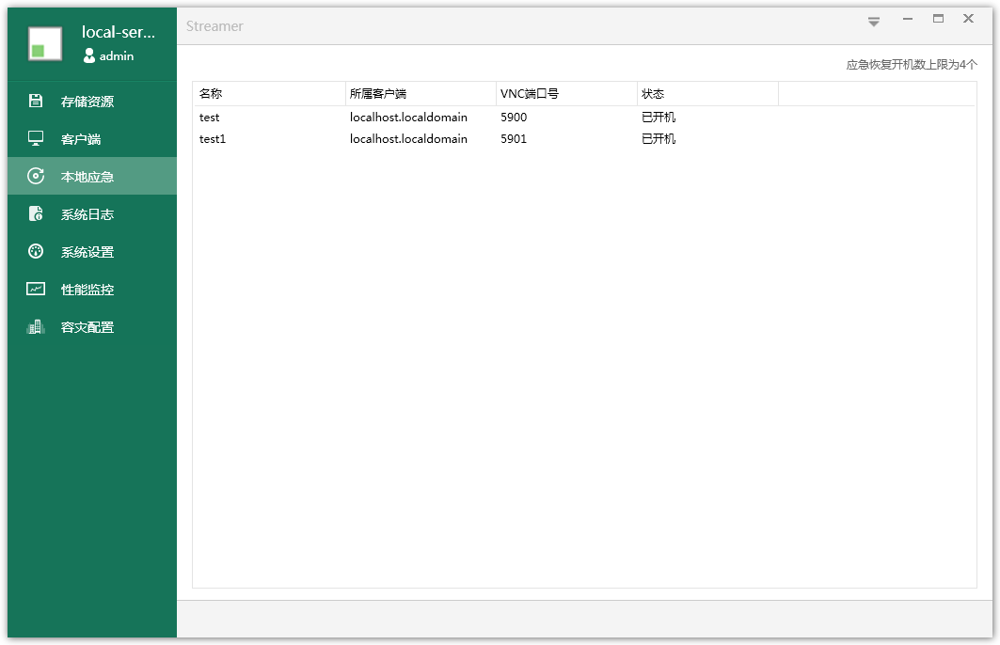 local-ser...
admin
存储资源
客户端
本地应急
系统日志
系统设置
性能监控
容灾配置
Streamer
应急恢复开机数上限为4个
名称 所属客户端 VNC端口号 状态
test localhost.localdomain 5900 已开机
test1 localhost.localdomain 5901 已开机